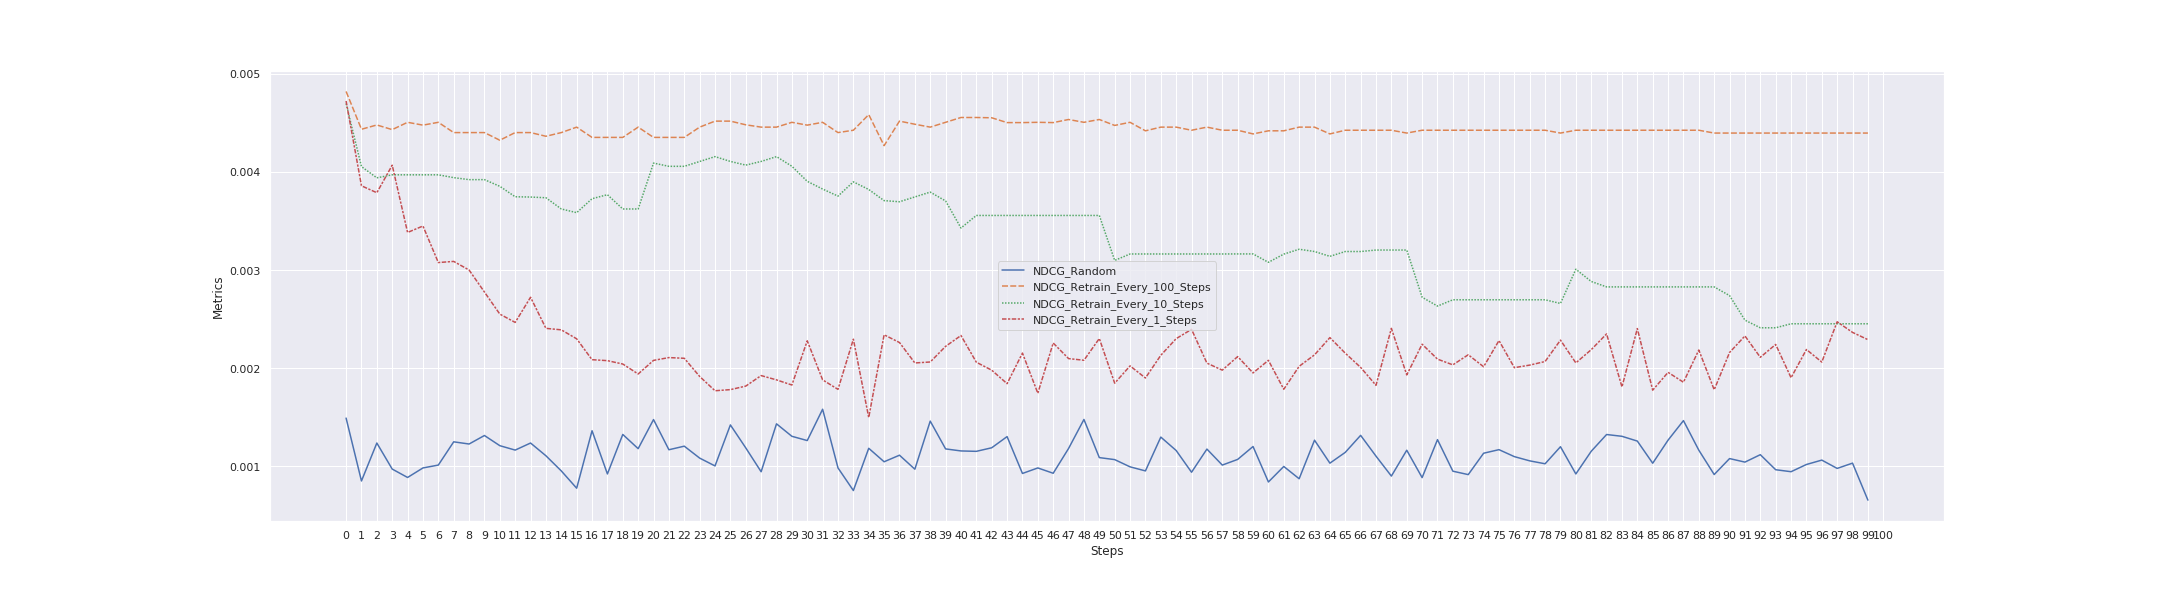 0.005
0.004
0.003
0.002
0.001
Metrics
NDCG_Random
NDCG_Retrain_Every_100_Steps
NDCG_Retrain_Every_10_Steps
NDCG_Retrain_Every_1_Steps
0 1 2 3 4 5 6 7 8 9 10 11 12 13 14 15 16 17 18 19 20 21 22 23 24 25 26 27 28 29 30 31 32 33 34 35 36 37 38 39 40 41 42 43 44 45 46 47 48 49 50 51 52 53 54 55 56 57 58 59 60 61 62 63 64 65 66 67 68 69 70 71 72 73 74 75 76 77 78 79 80 81 82 83 84 85 86 87 88 89 90 91 92 93 94 95 96 97 98 99 100
Steps